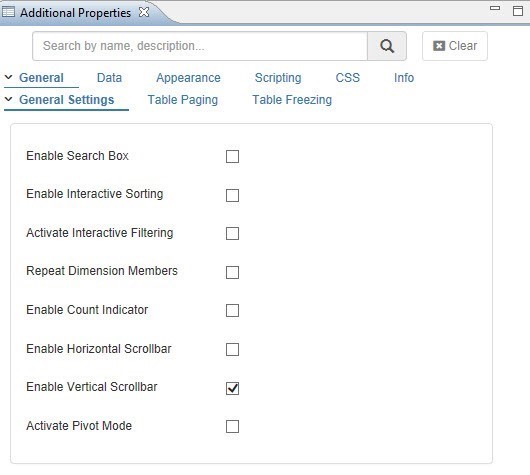 Additional Properties
Search by name, description...
Clear
General Data Appearance Scripting CSS Info
General Settings Table Paging Table Freezing
Enable Search Box
Enable Interactive Sorting
Activate Interactive Filtering
Repeat Dimension Members
Enable Count Indicator
Enable Horizontal Scrollbar
Enable Vertical Scrollbar
Activate Pivot Mode